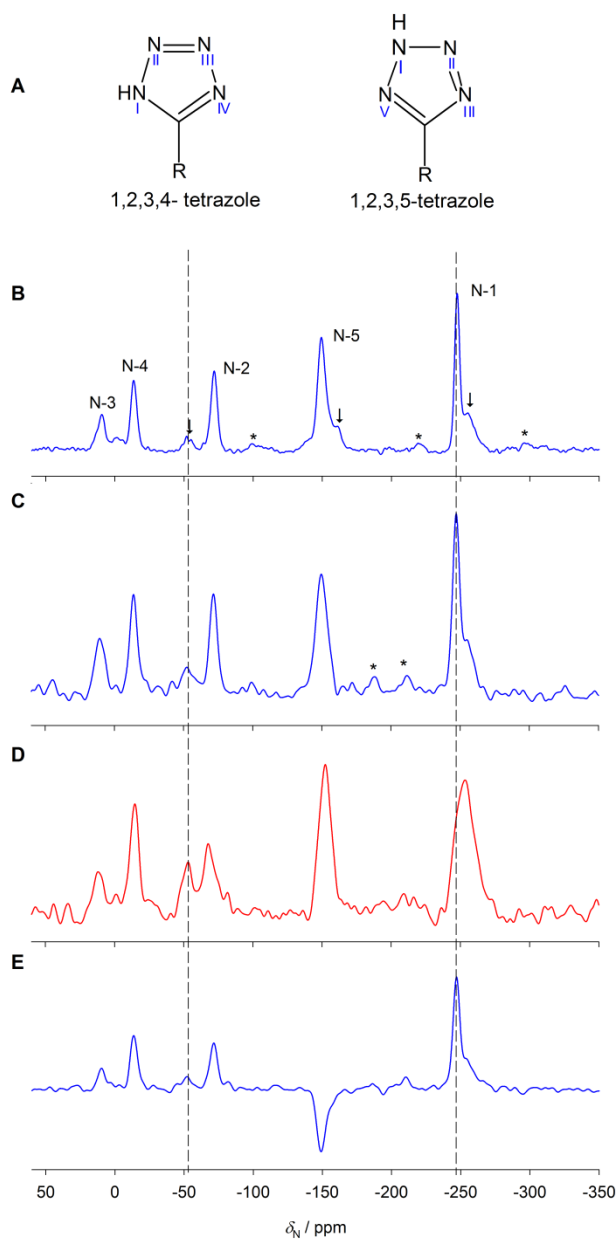 A
N N
II III
HN N
I IV
R
1,2,3,4- tetrazole
H
N N
I II
N N
V III
R
1,2,3,5-tetrazole
B
N-3
N-4
N-2
N-5
N-1
* * *
C
* *
D
E
50 0 -50 -100 -150 -200 -250 -300 -350
δN / ppm